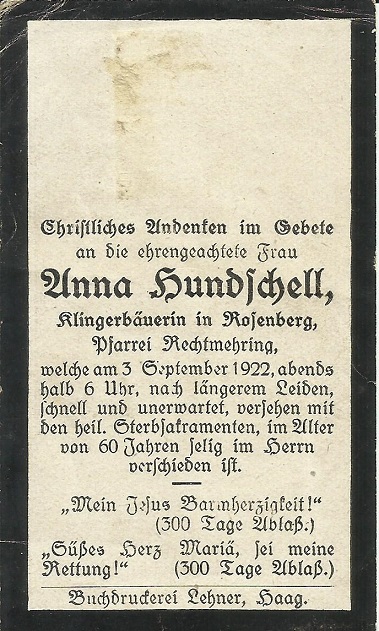 Christliches Andenken im Gebete
an die ehrengeachtete Frau
Anna Hundschell,
Klingerbäuerin in Rosenberg,
Pfarrei Rechtmehring,
welche am 3 September 1922, abends
halb 6 Uhr, nach längerem Leiden,
schnell und unerwartet, versehen mit
den heil. Sterbsakramenten, im Alter
von 60 Jahren selig im Herrn
verschieden ist.
„Mein Jesus Barmherzigkeit!“
(300 Tage Ablaß.)
„Süßes Herz Mariä, sei meine
Rettung!“ (300 Tage Ablaß.)
Buchdruckerei Lehner, Haag.